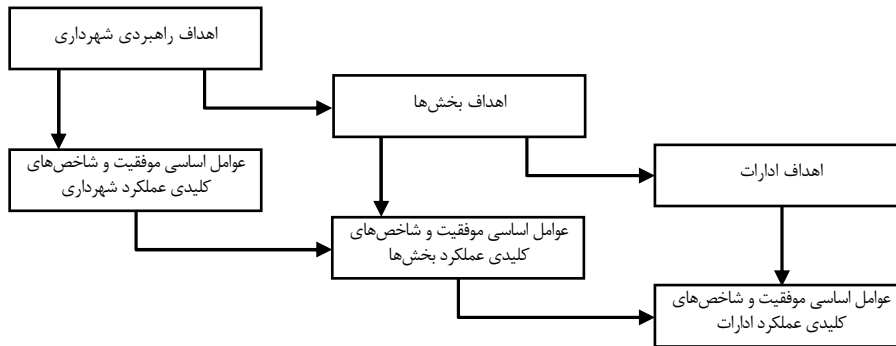 اهداف راهبردی شهرداری
اهداف بخش‌ها
اهداف ادارات
عوامل اساسی موفقیت و شاخص‌های
کلیدی عملکرد شهرداری
عوامل اساسی موفقیت و شاخص‌های
کلیدی عملکرد بخش‌ها
عوامل اساسی موفقیت و شاخص‌های
کلیدی عملکرد ادارات